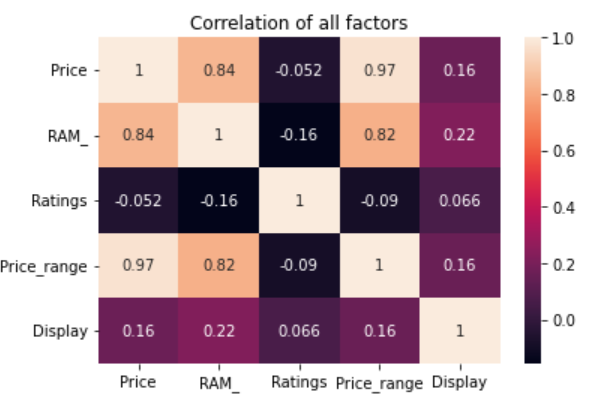 Correlation of all factors
Price 1 0.84 -0.052 0.97 0.16
RAM_ 0.84 1 -0.16 0.82 0.22
Ratings -0.052 -0.16 1 -0.09 0.066
Price_range 0.97 0.82 -0.09 1 0.16
Display 0.16 0.22 0.066 0.16 1
Price RAM_ Ratings Price_range Display
1.0
0.8
0.6
0.4
0.2
0.0